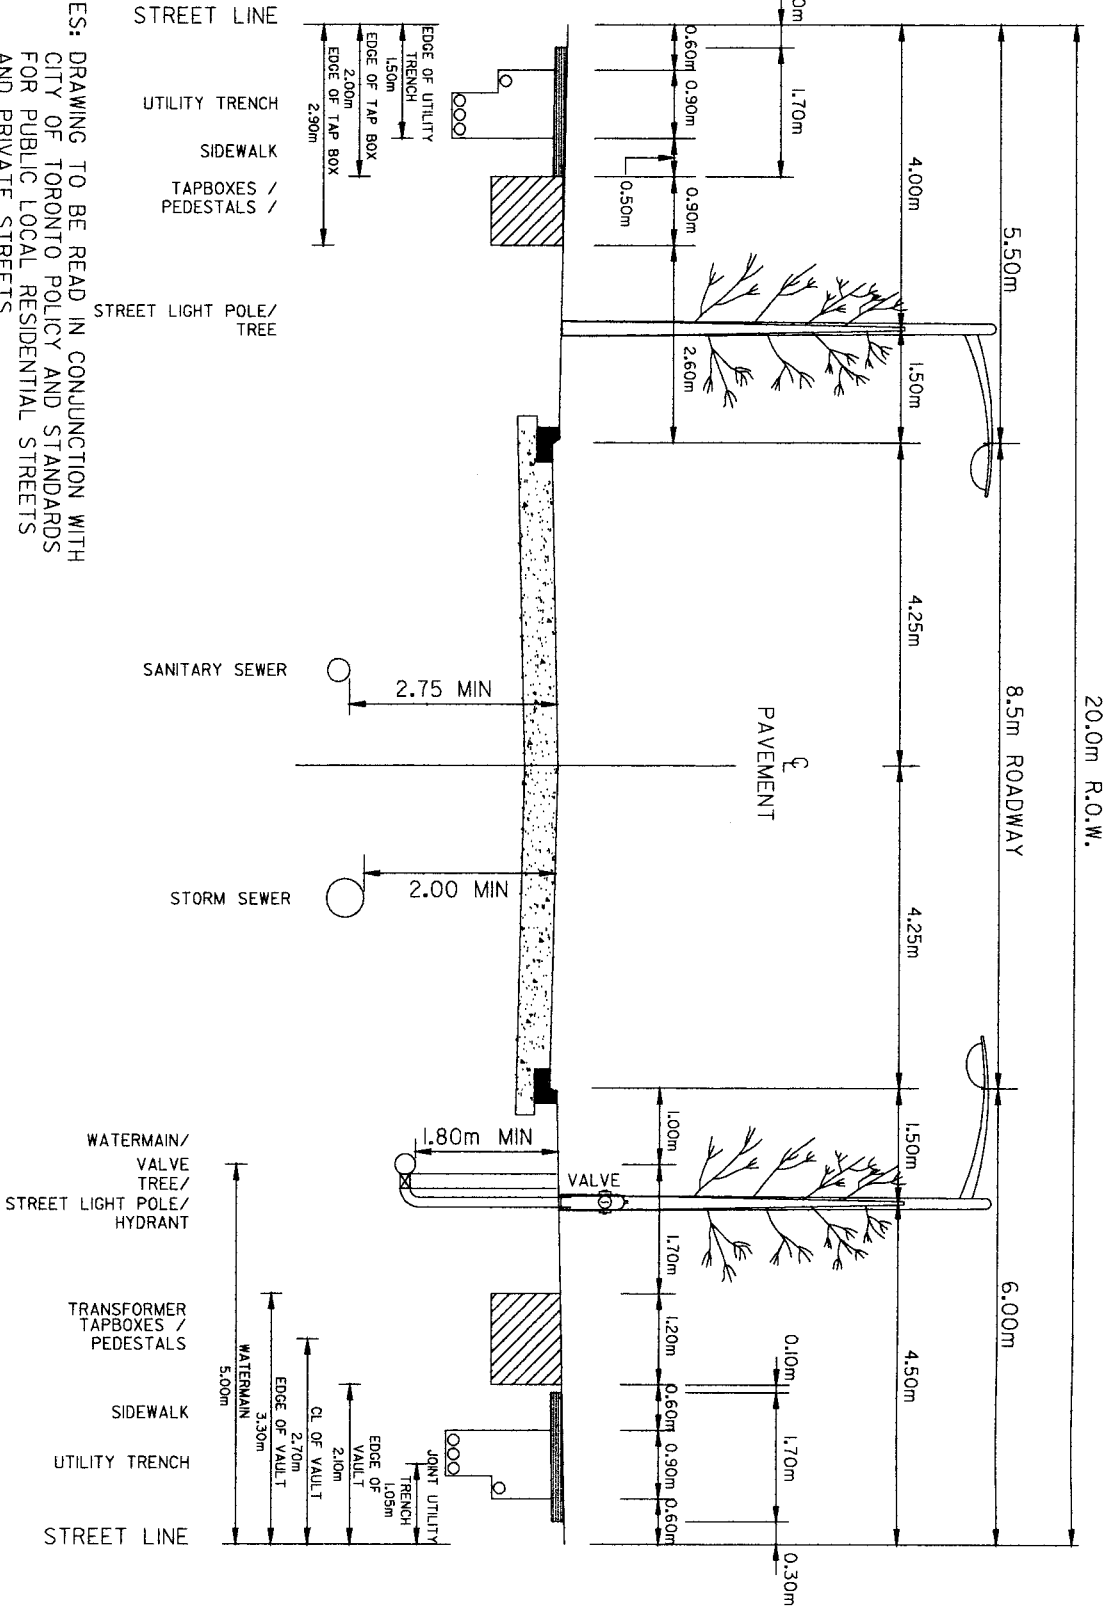 20.0m R.O.W.
5.50m
8.5m ROADWAY
6.00m
4.00m
1.50m
4.25m
4.25m
1.50m
4.50m
1.70m
0.10m
1.70m
0.30m
0.60m
0.90m
0.50m
0.90m
2.60m
1.00m
1.70m
1.20m
0.60m
0.90m
0.60m
℄
PAVEMENT
VALVE
1.80m MIN
2.75 MIN
2.00 MIN
EDGE OF UTILITY
TRENCH
1.50m
EDGE OF TAP BOX
2.00m
EDGE OF TAP BOX
2.90m
JOINT UTILITY
TRENCH
1.05m
EDGE OF
VAULT
2.10m
CL OF VAULT
2.70m
EDGE OF VAULT
3.30m
WATERMAIN
5.00m
STREET LINE
UTILITY TRENCH
SIDEWALK
TAPBOXES /
PEDESTALS /
STREET LIGHT POLE/
TREE
SANITARY SEWER
STORM SEWER
WATERMAIN/
VALVE
TREE/
STREET LIGHT POLE/
HYDRANT
TRANSFORMER
TAPBOXES /
PEDESTALS
SIDEWALK
UTILITY TRENCH
STREET LINE
ES: DRAWING TO BE READ IN CONJUNCTION WITH
CITY OF TORONTO POLICY AND STANDARDS
FOR PUBLIC LOCAL RESIDENTIAL STREETS
AND PRIVATE STREETS